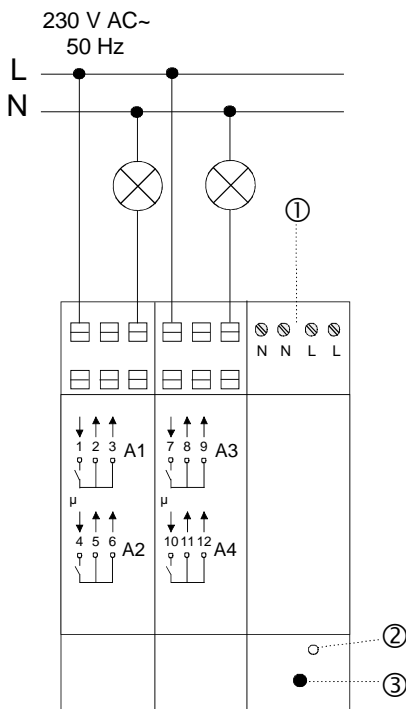 230 V AC~
50 Hz
L
N
①
N N L L
1 2 3 A1
7 8 9 A3
µ µ
4 5 6 A2
10 11 12 A4
②
③